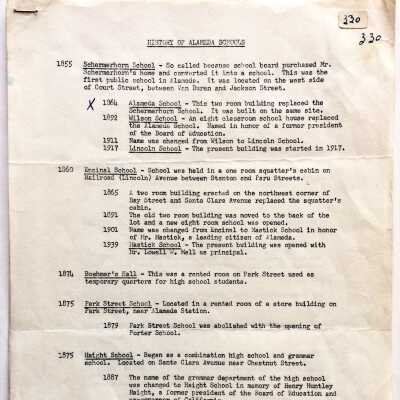 330
330
HISTORY OF ALAMEDA SCHOOLS
1855 Schermerhorn School - So called because school board purchased Mr.
Schermerhorn's home and converted it into a school. This was the
first public school in Alameda. It was located on the west side
of Court Street, between Van Buren and Jackson Street.
X 1864 Alameda School - This two room building replaced the
Schermerhorn School. It was built on the same site.
1892 Wilson School - An eight classroom school house replaced
the Alameda School. Named in honor of a former president
of the Board of Education.
1911 Name was changed from Wilson to Lincoln School.
1917 Lincoln School - The present building was started in 1917.
1860 Encinal School - School was held in a one room squatter's cabin on
Railroad (Lincoln) Avenue between Stanton and Paru Streets.
1865 A two room building erected on the northwest corner of
Bay Street and Santa Clara Avenue replaced the squatter's
cabin.
1891 The old two room building was moved to the back of the
lot and a new eight room school was opened.
1901 Name was changed from Encinal to Mastick School in honor
of Mr. Mastick, a leading citizen of Alameda.
1939 Mastick School - The present building was opened with
Mr. Lowell W. Mell as principal.
1874 Boehmer's Hall - This was a rented room on Park Street used as
temporary quarters for high school students.
1875 Park Street School - Located in a rented room of a store building on
Park Street, near Alameda Station.
1879 Park Street School was abolished with the opening of
Porter School.
1875 Haight School - Began as a combination high school and grammar
school. Located on Santa Clara Avenue near Chestnut Street.
1887 The name of the grammar department of the high school
was changed to Haight School in memory of Henry Huntley
Haight, a former president of the Board of Education and
California.